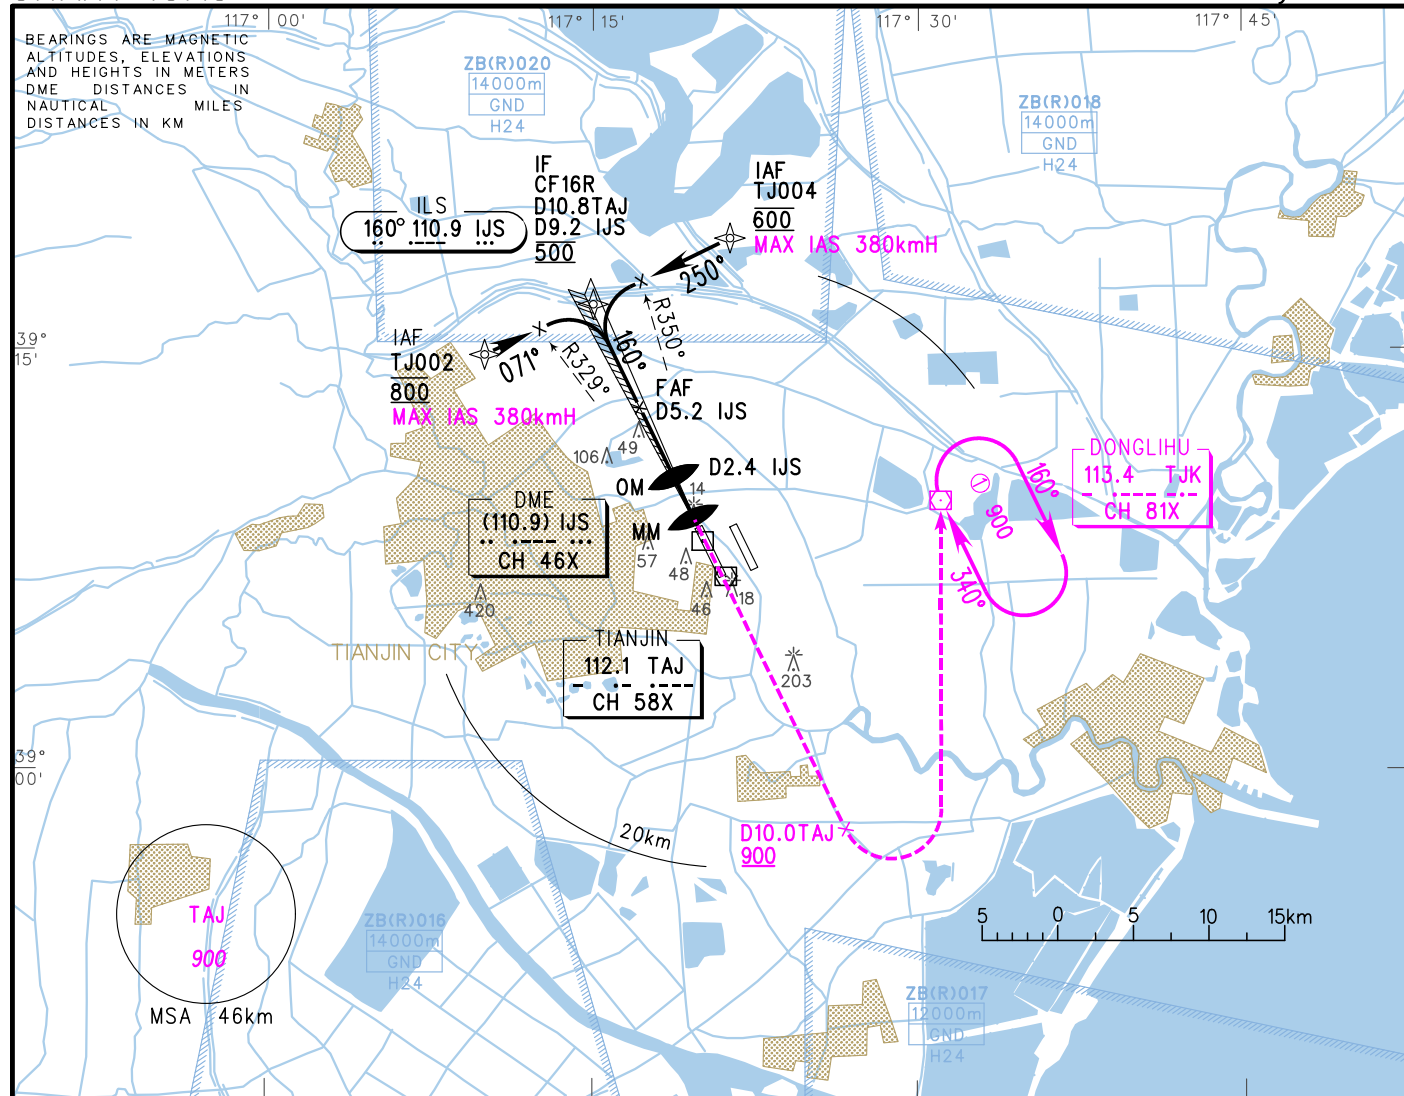 117° 00'
117° 15'
117° 30'
117° 45'
BEARINGS ARE MAGNETIC
ALTITUDES, ELEVATIONS
AND HEIGHTS IN METERS
DME DISTANCES IN
NAUTICAL MILES
DISTANCES IN KM
ZB(R)020
14000m
GND
H24
ZB(R)018
14000m
GND
H24
IF
CF16R
D10.8TAJ
D9.2 IJS
500
IAF
TJ004
600
MAX IAS 380kmH
ILS
160° 110.9 IJS
250°
R350°
160°
39°
15'
IAF
TJ002
800
MAX IAS 380kmH
071°
R329°
FAF
D5.2 IJS
49
106
D2.4 IJS
OM
14
MM
DME
(110.9) IJS
CH 46X
57
48
46
18
420
DONGLIHU
113.4 TJK
CH 81X
160°
1
900
340°
TIANJIN CITY
TIANJIN
112.1 TAJ
CH 58X
203
39°
00'
20km
D10.0TAJ
900
TAJ
900
MSA 46km
ZB(R)016
14000m
GND
H24
5 0 5 10 15km
ZB(R)017
12000m
GND
H24